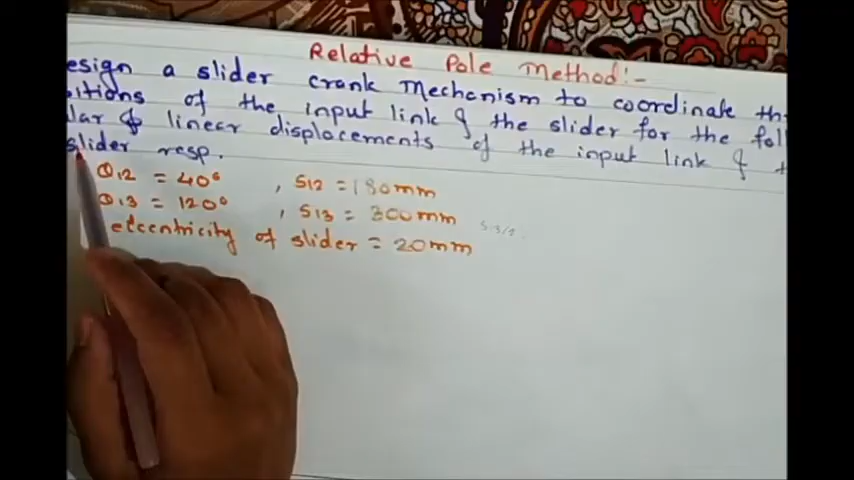 Relative Pole Method:-
esign a slider crank Mechanism to coordinate th
itions of the input link & the slider for the foll
lar & linear displacements of the input link & t
slider resp.
θ12 = 40° , S12 = 180mm
θ13 = 120° , S13 = 300mm
eccentricity of slider = 20mm